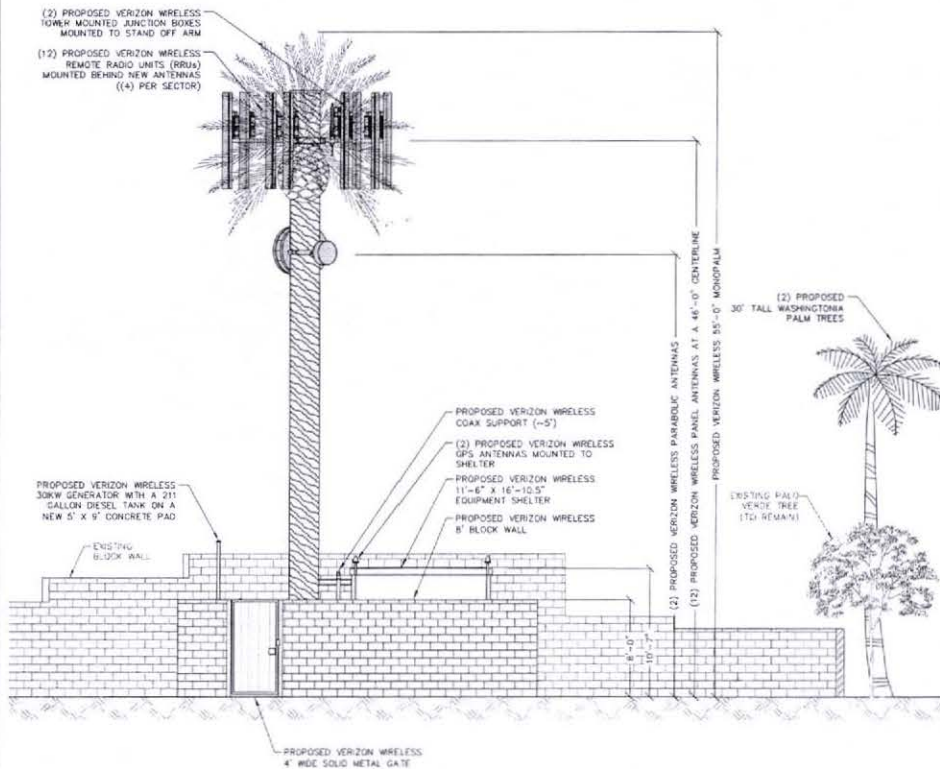 (2) PROPOSED VERIZON WIRELESS
TOWER MOUNTED JUNCTION BOXES
MOUNTED TO STAND OFF ARM
(12) PROPOSED VERIZON WIRELESS
REMOTE RADIO UNITS (RRUs)
MOUNTED BEHIND NEW ANTENNAS
((4) PER SECTOR)
(2) PROPOSED VERIZON WIRELESS PARABOLIC ANTENNAS
(12) PROPOSED VERIZON WIRELESS PANEL ANTENNAS AT A 46'-0" CENTERLINE
PROPOSED VERIZON WIRELESS 55'-0" MONOPALM
(2) PROPOSED
30' TALL WASHINGTONIA
PALM TREES
PROPOSED VERIZON WIRELESS
COAX SUPPORT (~5')
(2) PROPOSED VERIZON WIRELESS
GPS ANTENNAS MOUNTED TO
SHELTER
PROPOSED VERIZON WIRELESS
11'-6" X 16'-10.5"
EQUIPMENT SHELTER
PROPOSED VERIZON WIRELESS
8' BLOCK WALL
PROPOSED VERIZON WIRELESS
30KW GENERATOR WITH A 211
GALLON DIESEL TANK ON A
NEW 5' X 9' CONCRETE PAD
EXISTING
BLOCK WALL
EXISTING PALO
VERDE TREE
(TO REMAIN)
8'-0"
10'-7"
PROPOSED VERIZON WIRELESS
4' WIDE SOLID METAL GATE